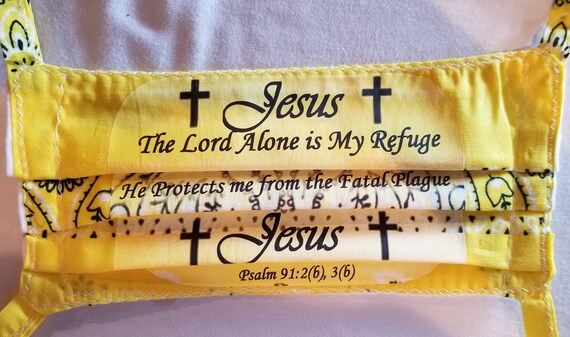 Jesus
The Lord Alone is My Refuge
He Protects me from the Fatal Plague
Jesus
Psalm 91:2(b), 3(b)